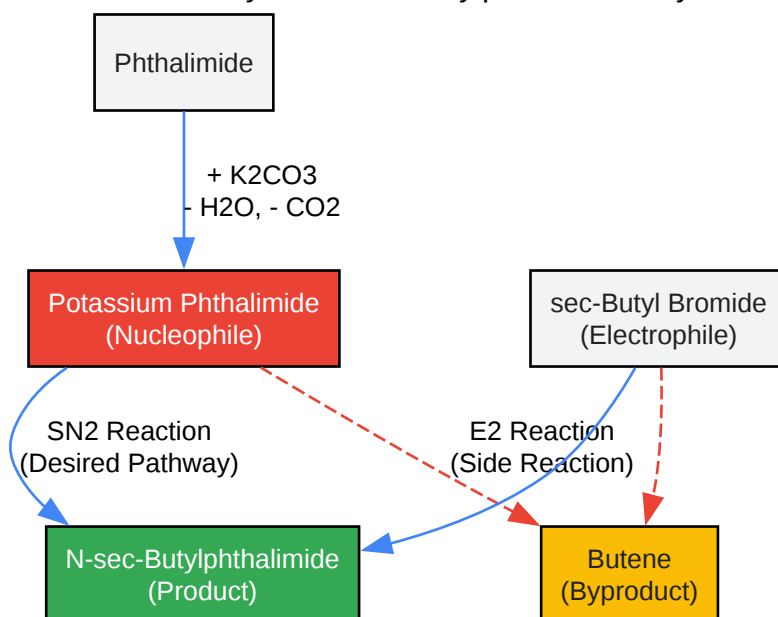 Phthalimide
+ K2CO3
- H2O, - CO2
Potassium Phthalimide
(Nucleophile)
sec-Butyl Bromide
(Electrophile)
SN2 Reaction
(Desired Pathway)
E2 Reaction
(Side Reaction)
N-sec-Butylphthalimide
(Product)
Butene
(Byproduct)